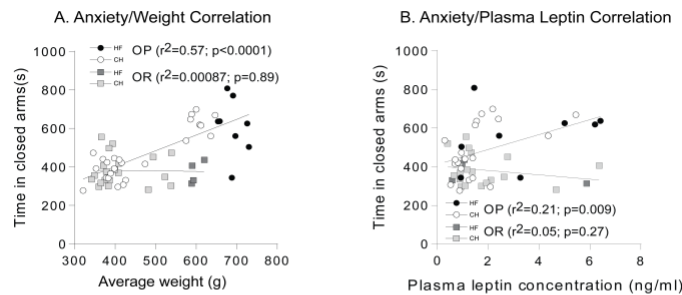 A. Anxiety/Weight Correlation
1000
800
600
400
200
0
Time in closed arms(s)
HF
CH
OP (r2=0.57; p<0.0001)
HF
CH
OR (r2=0.00087; p=0.89)
300 400 500 600 700 800
Average weight (g)
B. Anxiety/Plasma Leptin Correlation
1000
800
600
400
200
0
Time in closed arms (s)
HF
CH
OP (r2=0.21; p=0.009)
HF
CH
OR (r2=0.05; p=0.27)
0 2 4 6 8
Plasma leptin concentration (ng/ml)